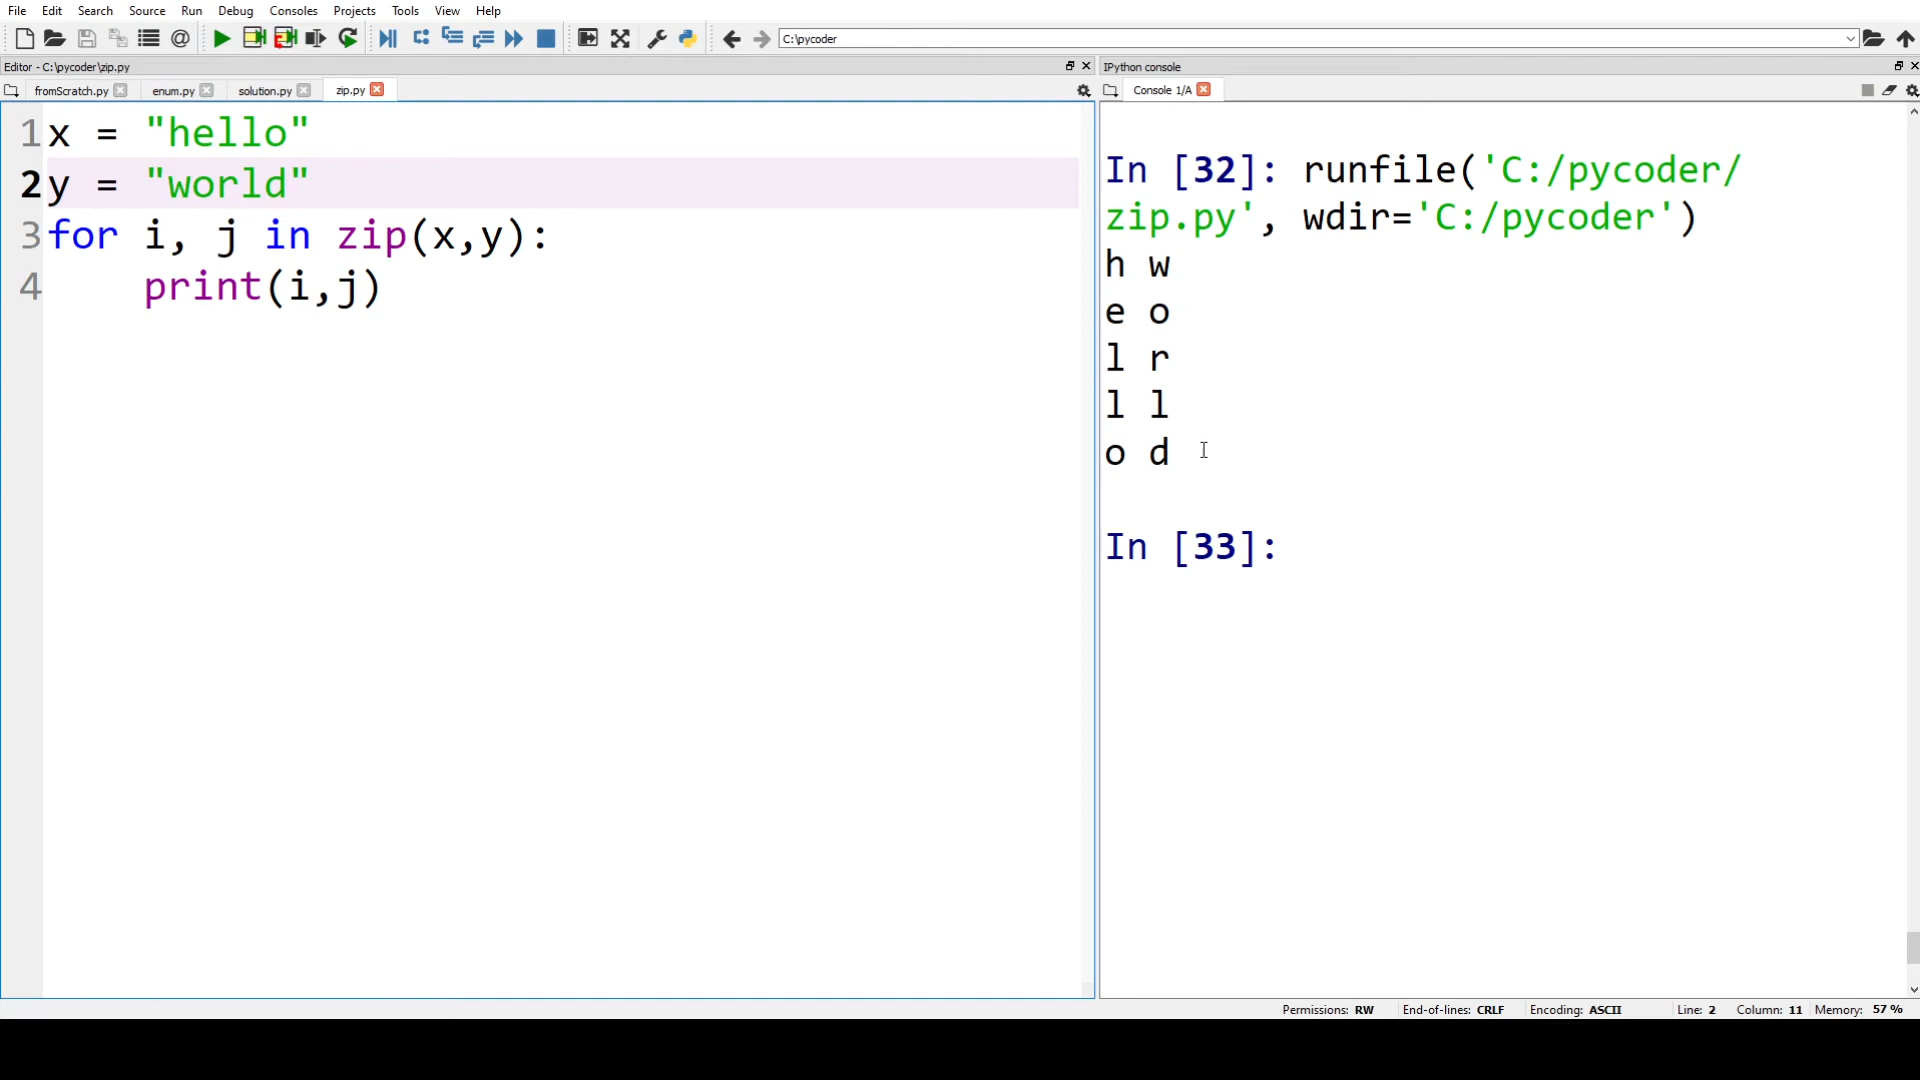 File Edit Search Source Run Debug Consoles Projects Tools View Help
C:\pycoder
Editor - C:\pycoder\zip.py
fromScratch.py enum.py solution.py zip.py
1 x = "hello"
2 y = "world"
3 for i, j in zip(x,y):
4     print(i,j)
IPython console
Console 1/A
In [32]: runfile('C:/pycoder/
zip.py', wdir='C:/pycoder')
h w
e o
l r
l l
o d
In [33]:
Permissions: RW End-of-lines: CRLF Encoding: ASCII Line: 2 Column: 11 Memory: 57 %